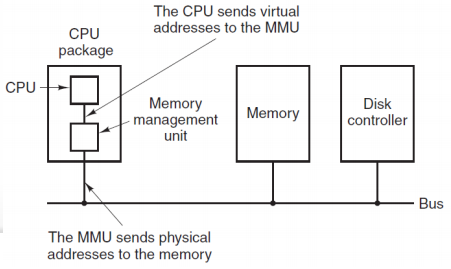 The CPU sends virtual
addresses to the MMU
CPU
package
CPU
Memory
management
unit
Memory
Disk
controller
Bus
The MMU sends physical
addresses to the memory